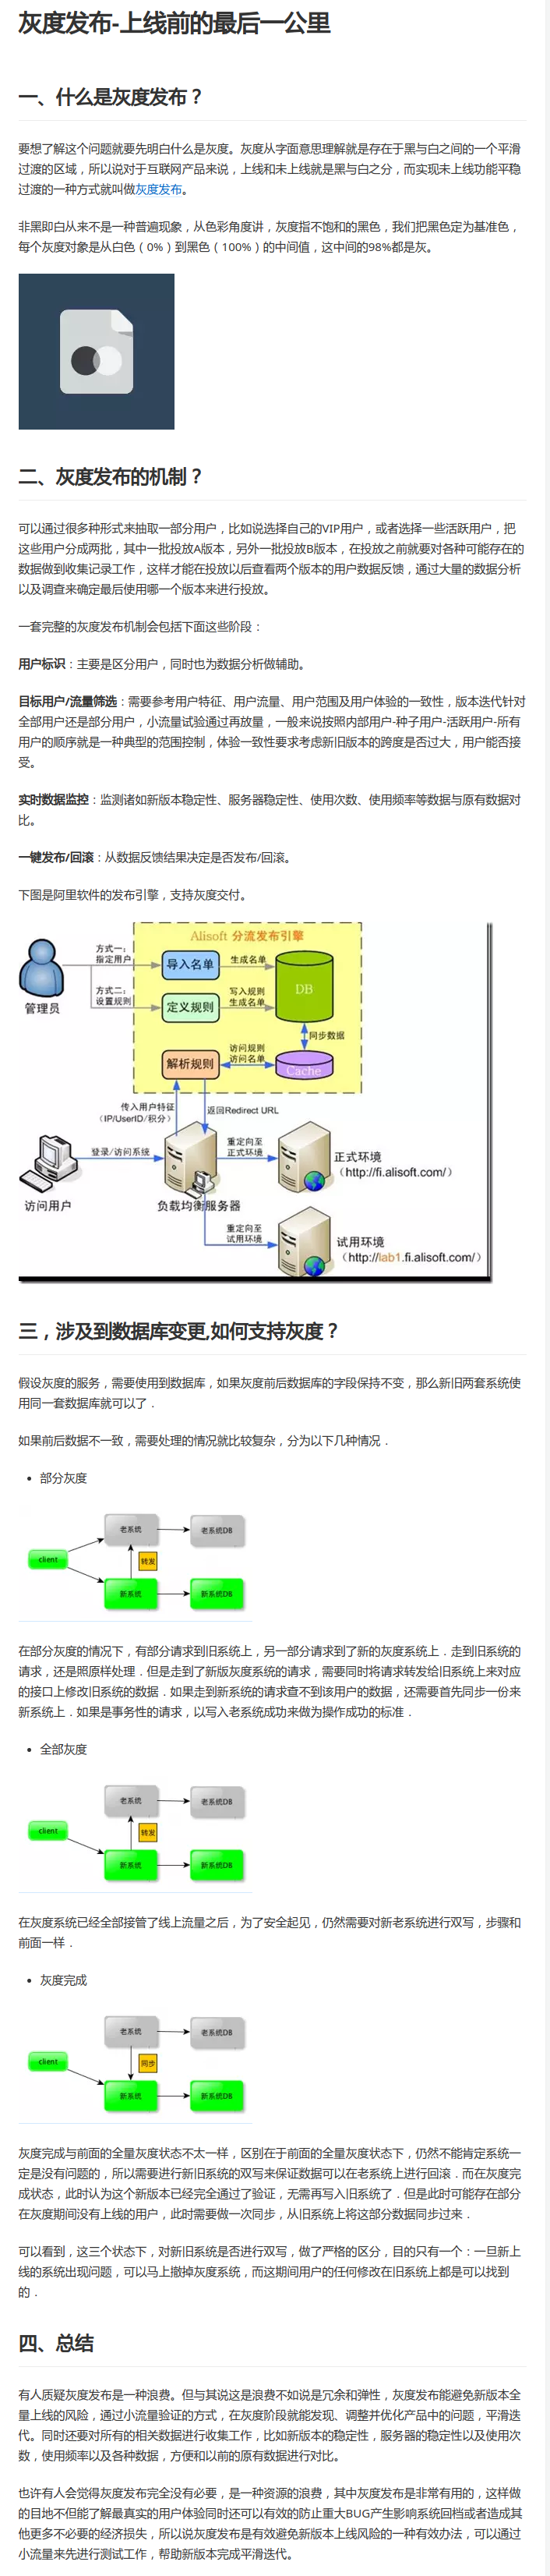 灰度发布-上线前的最后一公里
一、什么是灰度发布？
要想了解这个问题就要先明白什么是灰度。灰度从字面意思理解就是存在于黑与白之间的一个平滑
过渡的区域，所以说对于互联网产品来说，上线和未上线就是黑与白之分，而实现未上线功能平稳
过渡的一种方式就叫做灰度发布。
非黑即白从来不是一种普遍现象，从色彩角度讲，灰度指不饱和的黑色，我们把黑色定为基准色，
每个灰度对象是从白色（0%）到黑色（100%）的中间值，这中间的98%都是灰。
二、灰度发布的机制？
可以通过很多种形式来抽取一部分用户，比如说选择自己的VIP用户，或者选择一些活跃用户，把
这些用户分成两批，其中一批投放A版本，另外一批投放B版本，在投放之前就要对各种可能存在的
数据做到收集记录工作，这样才能在投放以后查看两个版本的用户数据反馈，通过大量的数据分析
以及调查来确定最后使用哪一个版本来进行投放。
一套完整的灰度发布机制会包括下面这些阶段：
用户标识：主要是区分用户，同时也为数据分析做辅助。
目标用户/流量筛选：需要参考用户特征、用户流量、用户范围及用户体验的一致性，版本迭代针对
全部用户还是部分用户，小流量试验通过再放量，一般来说按照内部用户-种子用户-活跃用户-所有
用户的顺序就是一种典型的范围控制，体验一致性要求考虑新旧版本的跨度是否过大，用户能否接
受。
实时数据监控：监测诸如新版本稳定性、服务器稳定性、使用次数、使用频率等数据与原有数据对
比。
一键发布/回滚：从数据反馈结果决定是否发布/回滚。
下图是阿里软件的发布引擎，支持灰度交付。
Alisoft 分流发布引擎
方式一：
指定用户
导入名单
生成名单
DB
管理员
方式二：
设置规则
定义规则
写入规则
生成名单
同步数据
解析规则
访问规则
访问名单
Cache
传入用户特征
（IP/UserID/积分）
返回Redirect URL
登录/访问系统
访问用户
负载均衡服务器
重定向至
正式环境
正式环境
（http://fi.alisoft.com/）
重定向至
试用环境
试用环境
（http://lab1.fi.alisoft.com/）
三，涉及到数据库变更,如何支持灰度？
假设灰度的服务，需要使用到数据库，如果灰度前后数据库的字段保持不变，那么新旧两套系统使
用同一套数据库就可以了．
如果前后数据不一致，需要处理的情况就比较复杂，分为以下几种情况．
• 部分灰度
老系统
老系统DB
client
转发
新系统
新系统DB
在部分灰度的情况下，有部分请求到旧系统上，另一部分请求到了新的灰度系统上．走到旧系统的
请求，还是照原样处理．但是走到了新版灰度系统的请求，需要同时将请求转发给旧系统上来对应
的接口上修改旧系统的数据．如果走到新系统的请求查不到该用户的数据，还需要首先同步一份来
新系统上．如果是事务性的请求，以写入老系统成功来做为操作成功的标准．
• 全部灰度
老系统
老系统DB
client
转发
新系统
新系统DB
在灰度系统已经全部接管了线上流量之后，为了安全起见，仍然需要对新老系统进行双写，步骤和
前面一样．
• 灰度完成
老系统
老系统DB
client
同步
新系统
新系统DB
灰度完成与前面的全量灰度状态不太一样，区别在于前面的全量灰度状态下，仍然不能肯定系统一
定是没有问题的，所以需要进行新旧系统的双写来保证数据可以在老系统上进行回滚．而在灰度完
成状态，此时认为这个新版本已经完全通过了验证，无需再写入旧系统了．但是此时可能存在部分
在灰度期间没有上线的用户，此时需要做一次同步，从旧系统上将这部分数据同步过来．
可以看到，这三个状态下，对新旧系统是否进行双写，做了严格的区分，目的只有一个：一旦新上
线的系统出现问题，可以马上撤掉灰度系统，而这期间用户的任何修改在旧系统上都是可以找到
的．
四、总结
有人质疑灰度发布是一种浪费。但与其说这是浪费不如说是冗余和弹性，灰度发布能避免新版本全
量上线的风险，通过小流量验证的方式，在灰度阶段就能发现、调整并优化产品中的问题，平滑迭
代。同时还要对所有的相关数据进行收集工作，比如新版本的稳定性，服务器的稳定性以及使用次
数，使用频率以及各种数据，方便和以前的原有数据进行对比。
也许有人会觉得灰度发布完全没有必要，是一种资源的浪费，其中灰度发布是非常有用的，这样做
的目地不但能了解最真实的用户体验同时还可以有效的防止重大BUG产生影响系统回档或者造成其
他更多不必要的经济损失，所以说灰度发布是有效避免新版本上线风险的一种有效办法，可以通过
小流量来先进行测试工作，帮助新版本完成平滑迭代。